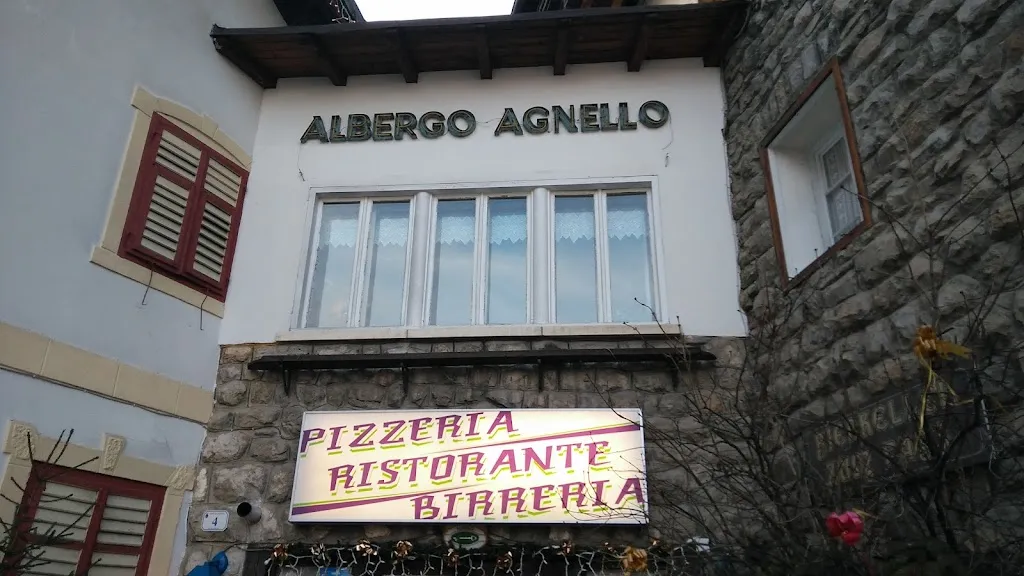 ALBERGO AGNELLO
PIZZERIA
RISTORANTE
BIRRERIA
4